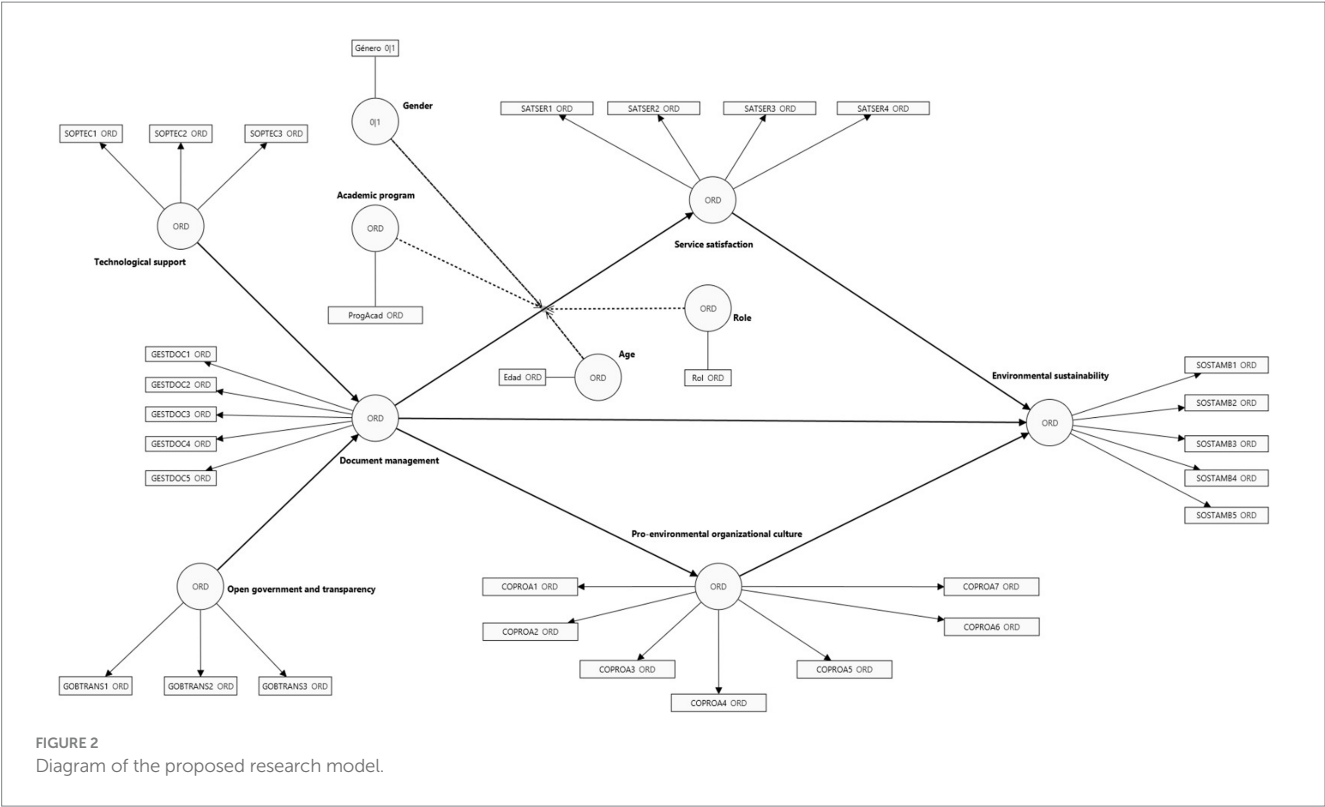 Género 0|1
Gender
0|1
SATSER1 ORD
SATSER2 ORD
SATSER3 ORD
SATSER4 ORD
SOPTEC1 ORD
SOPTEC2 ORD
SOPTEC3 ORD
Academic program
ORD
ORD
ORD
Technological support
Service satisfaction
ProgAcad ORD
ORD
Role
Age
Edad ORD
ORD
Rol ORD
GESTDOC1 ORD
GESTDOC2 ORD
GESTDOC3 ORD
GESTDOC4 ORD
GESTDOC5 ORD
ORD
Document management
Environmental sustainability
ORD
SOSTAMB1 ORD
SOSTAMB2 ORD
SOSTAMB3 ORD
SOSTAMB4 ORD
SOSTAMB5 ORD
Pro-environmental organizational culture
ORD
Open government and transparency
ORD
COPROA1 ORD
COPROA7 ORD
COPROA2 ORD
COPROA6 ORD
COPROA3 ORD
COPROA5 ORD
COPROA4 ORD
GOBTRANS1 ORD
GOBTRANS2 ORD
GOBTRANS3 ORD
FIGURE 2
Diagram of the proposed research model.